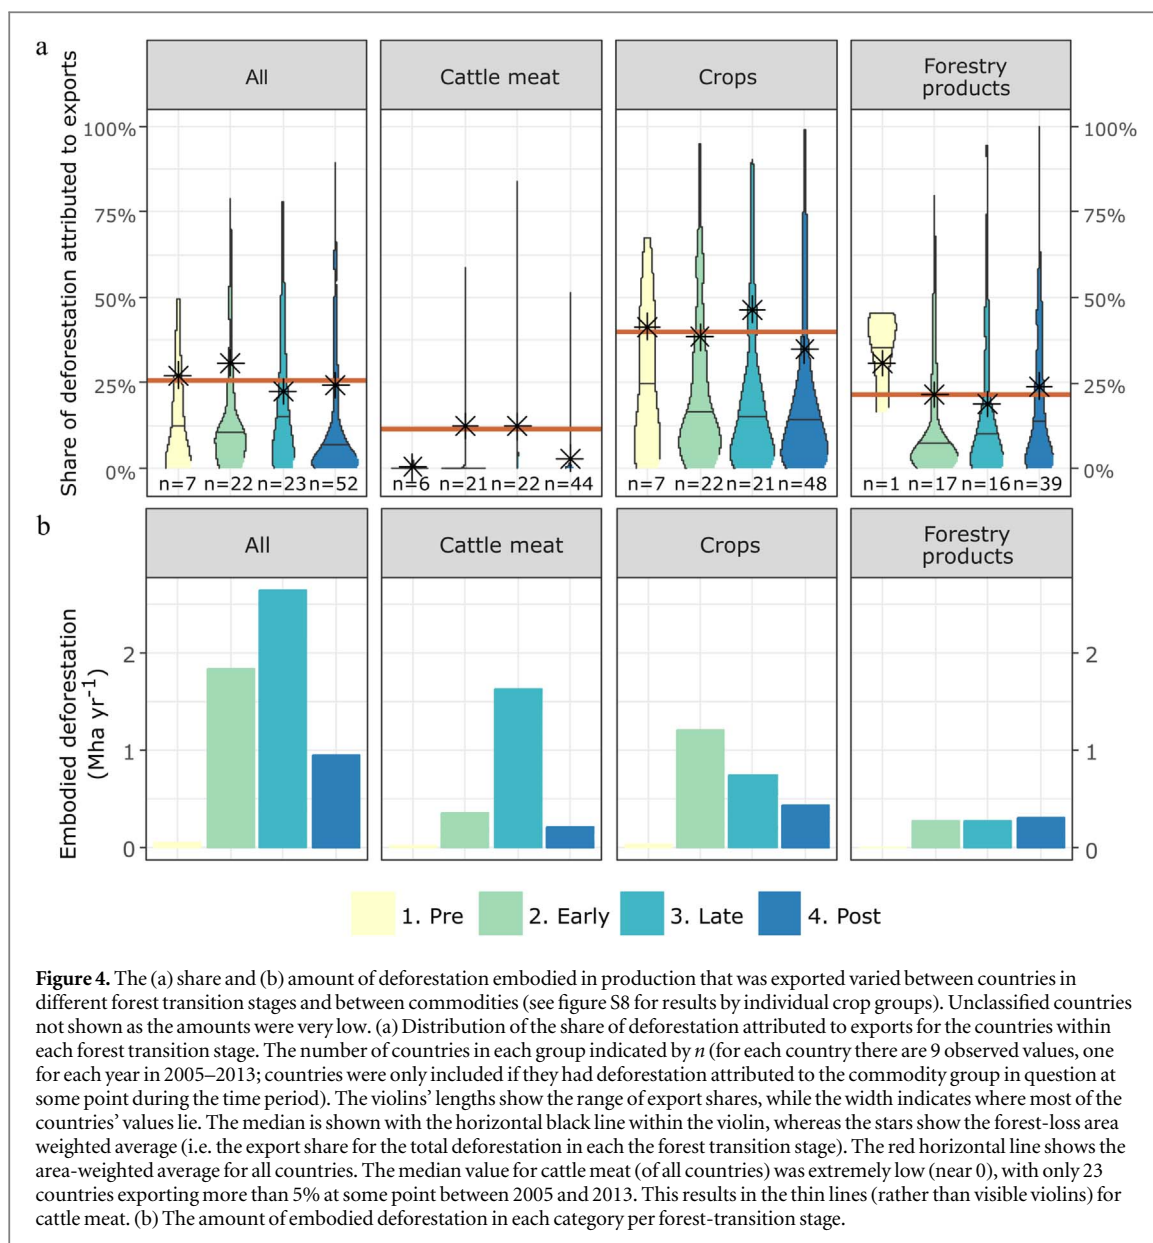 a
Share of deforestation attributed to exports
All
Cattle meat
Crops
Forestry
products
100%
75%
50%
25%
0%
100%
75%
50%
25%
0%
n=7 n=22 n=23 n=52
n=6 n=21 n=22 n=44
n=7 n=22 n=21 n=48
n=1 n=17 n=16 n=39
b
Embodied deforestation
(Mha yr⁻¹)
All
Cattle meat
Crops
Forestry
products
2
1
0
2
1
0
1. Pre 2. Early 3. Late 4. Post
Figure 4. The (a) share and (b) amount of deforestation embodied in production that was exported varied between countries in
different forest transition stages and between commodities (see figure S8 for results by individual crop groups). Unclassified countries
not shown as the amounts were very low. (a) Distribution of the share of deforestation attributed to exports for the countries within
each forest transition stage. The number of countries in each group indicated by n (for each country there are 9 observed values, one
for each year in 2005–2013; countries were only included if they had deforestation attributed to the commodity group in question at
some point during the time period). The violins' lengths show the range of export shares, while the width indicates where most of the
countries' values lie. The median is shown with the horizontal black line within the violin, whereas the stars show the forest-loss area
weighted average (i.e. the export share for the total deforestation in each the forest transition stage). The red horizontal line shows the
area-weighted average for all countries. The median value for cattle meat (of all countries) was extremely low (near 0), with only 23
countries exporting more than 5% at some point between 2005 and 2013. This results in the thin lines (rather than visible violins) for
cattle meat. (b) The amount of embodied deforestation in each category per forest-transition stage.